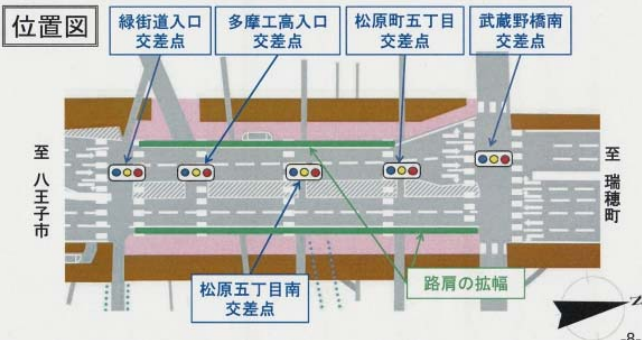 位置図
緑街道入口
交差点
多摩工高入口
交差点
松原町五丁目
交差点
武蔵野橋南
交差点
至 八王子市
至 瑞穂町
松原五丁目南
交差点
路肩の拡幅
N
8